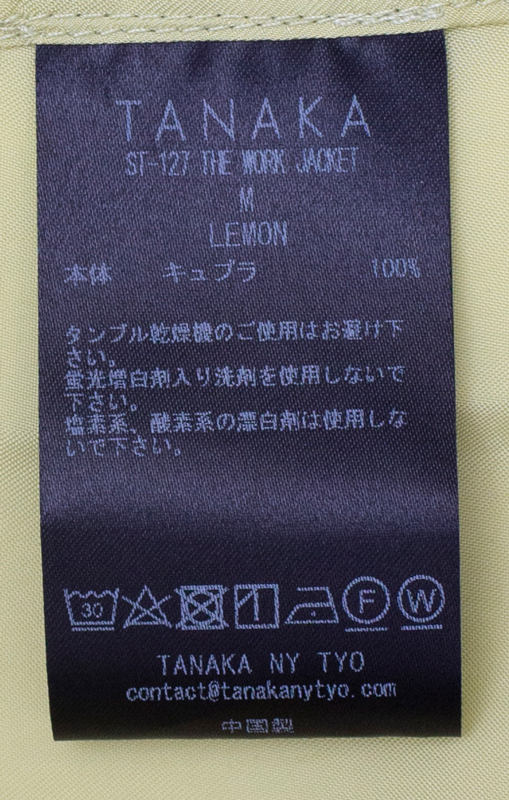 TANAKA
ST-127 THE WORK JACKET
M
LEMON
本体 キュプラ 100%
タンブル乾燥機のご使用はお避け下
さい。
蛍光増白剤入り洗剤を使用しないで
下さい。
塩素系、酸素系の漂白剤は使用しな
いで下さい。
30 F W
TANAKA NY TYO
contact@tanakanytyo.com
中国製